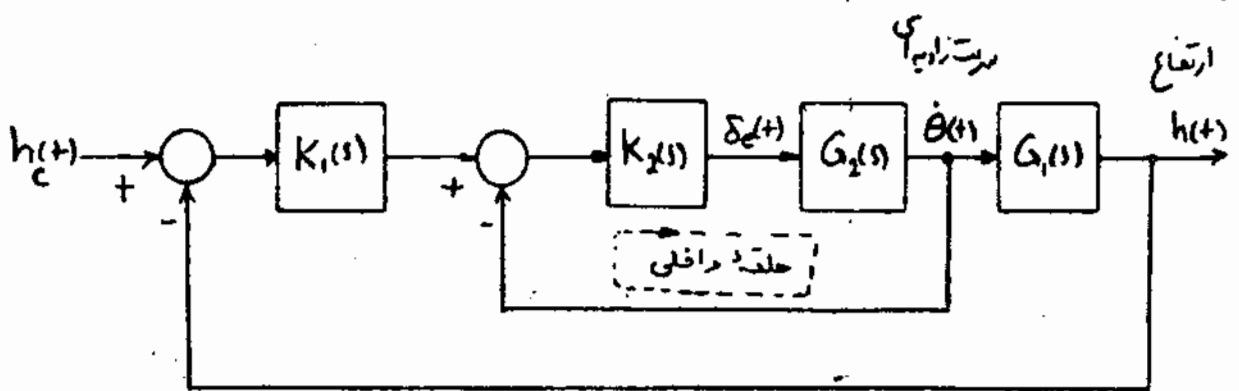 سرعت زاویه‌ای
ارتفاع
h_c(t)
+
-
K₁(s)
+
-
K₂(s)
δe(t)
G₂(s)
θ̇(t)
G₁(s)
h(t)
حلقهٔ داخلی